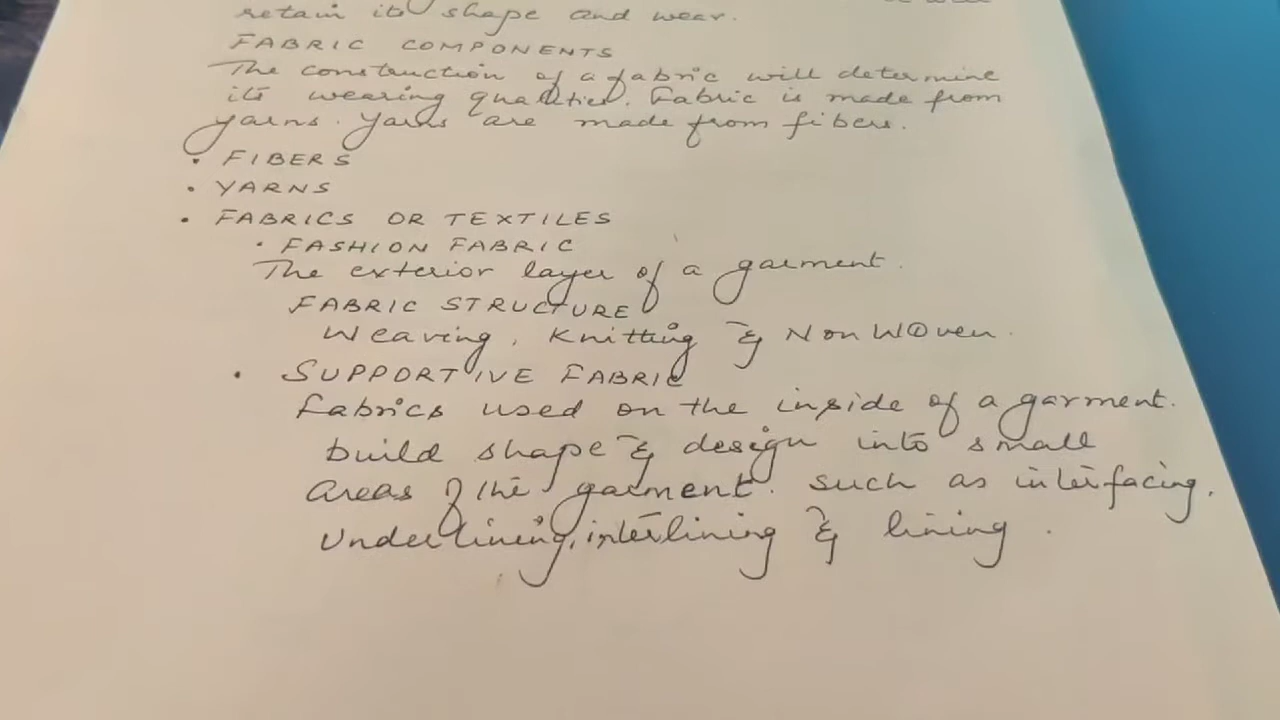 retain its shape and wear.
FABRIC COMPONENTS
The construction of a fabric will determine
its wearing qualities. Fabric is made from
yarns. Yarns are made from fibers.
• FIBERS
• YARNS
• FABRICS OR TEXTILES
• FASHION FABRIC
The exterior layer of a garment.
FABRIC STRUCTURE
Weaving, Knitting & Non Woven.
• SUPPORTIVE FABRIC
Fabrics used on the inside of a garment.
build shape & design into small
areas of the garment. such as interfacing,
Underlining, interlining & lining.